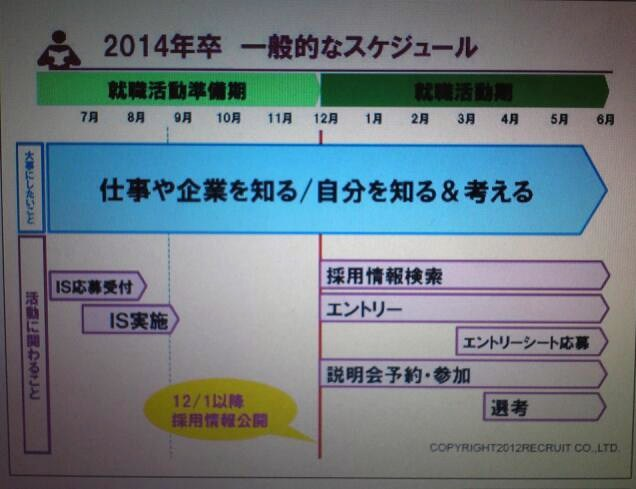 2014年卒 一般的なスケジュール
就職活動準備期 就職活動期
7月 8月 9月 10月 11月 12月 1月 2月 3月 4月 5月 6月
大事にしたいこと
仕事や企業を知る/自分を知る&考える
活動に関わること
IS応募受付
IS実施
採用情報検索
エントリー
エントリーシート応募
説明会予約・参加
選考
12/1以降
採用情報公開
COPYRIGHT2012RECRUIT CO.,LTD.